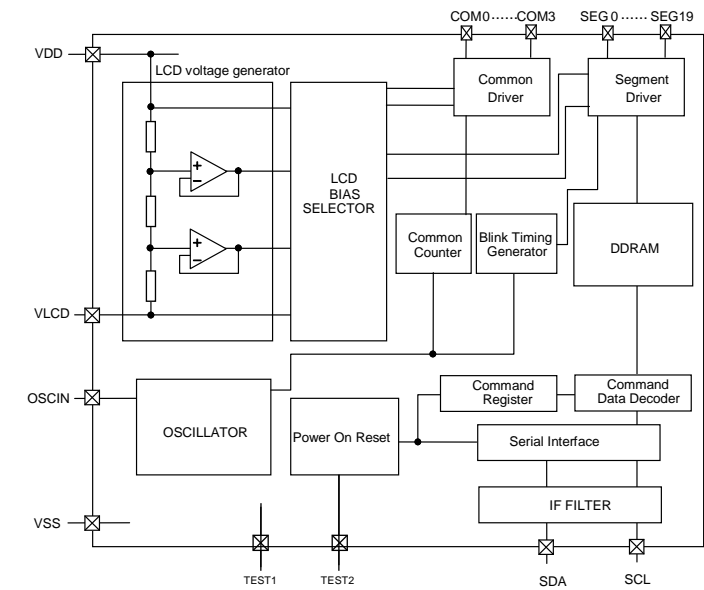 COM0 ······ COM3
SEG0 ······ SEG19
VDD
LCD voltage generator
Common
Driver
Segment
Driver
LCD
BIAS
SELECTOR
Common
Counter
Blink Timing
Generator
DDRAM
VLCD
OSCIN
OSCILLATOR
Power On Reset
Command
Register
Command
Data Decoder
Serial Interface
IF FILTER
VSS
TEST1
TEST2
SDA
SCL